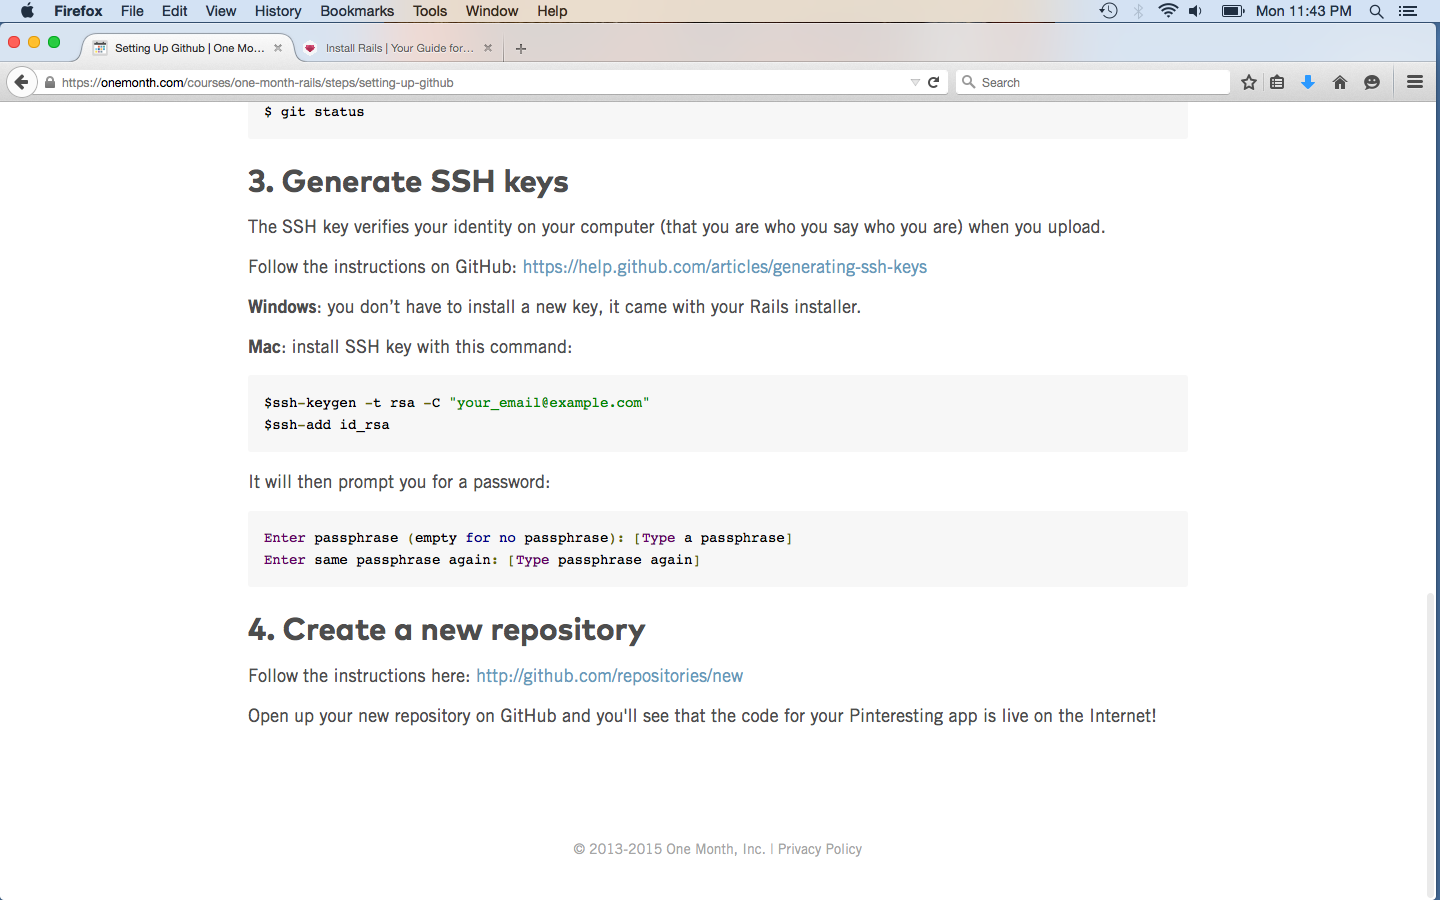 Firefox File Edit View History Bookmarks Tools Window Help Mon 11:43 PM
Setting Up Github | One Mo... Install Rails | Your Guide for...
https://onemonth.com/courses/one-month-rails/steps/setting-up-github Search
$ git status
3. Generate SSH keys
The SSH key verifies your identity on your computer (that you are who you say who you are) when you upload.
Follow the instructions on GitHub: https://help.github.com/articles/generating-ssh-keys
Windows: you don’t have to install a new key, it came with your Rails installer.
Mac: install SSH key with this command:
$ssh-keygen -t rsa -C "your_email@example.com"
$ssh-add id_rsa
It will then prompt you for a password:
Enter passphrase (empty for no passphrase): [Type a passphrase]
Enter same passphrase again: [Type passphrase again]
4. Create a new repository
Follow the instructions here: http://github.com/repositories/new
Open up your new repository on GitHub and you'll see that the code for your Pinteresting app is live on the Internet!
© 2013-2015 One Month, Inc. | Privacy Policy